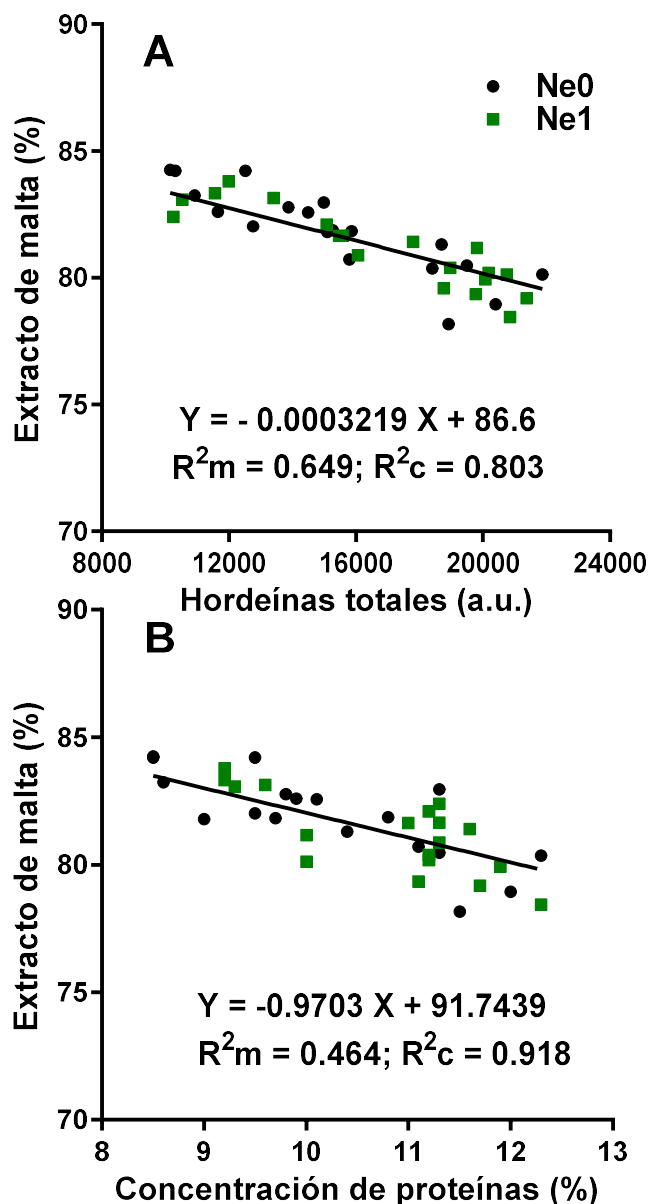 90
A
Ne0
Ne1
85
80
75
70
Extracto de malta (%)
Y = - 0.0003219 X + 86.6
R²m = 0.649; R²c = 0.803
8000 12000 16000 20000 24000
Hordeínas totales (a.u.)
90
B
85
80
75
70
Extracto de malta (%)
Y = -0.9703 X + 91.7439
R²m = 0.464; R²c = 0.918
8 9 10 11 12 13
Concentración de proteínas (%)